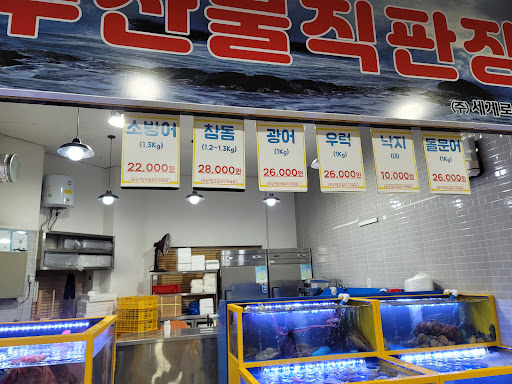 수산물직판장
(주)세계로
소방어
(1.3Kg)
22,000원
참돔
(1.2~1.3Kg)
28,000원
광어
(1Kg)
26,000원
우럭
(1Kg)
26,000원
낙지
10,000원
돌문어
(1Kg)
26,000원